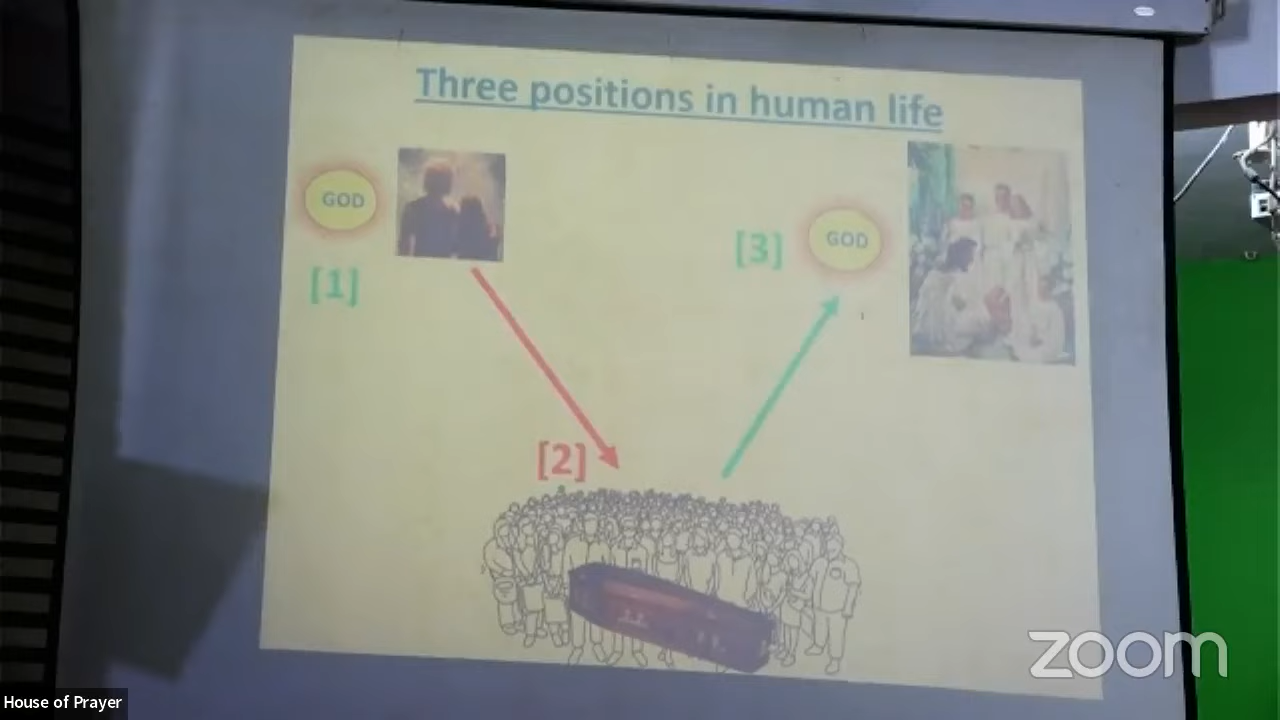 Three positions in human life
GOD
[1]
[3]
GOD
[2]
zoom
House of Prayer